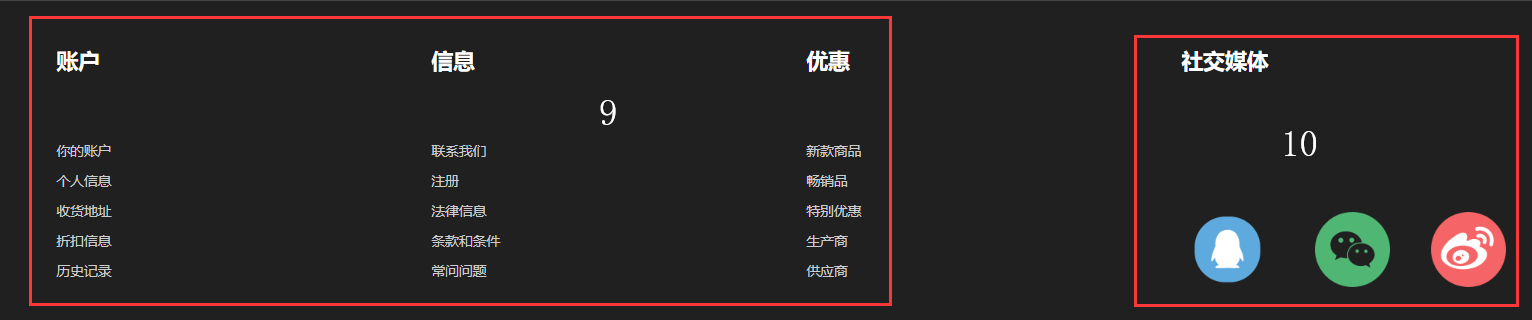 账户
你的账户
个人信息
收货地址
折扣信息
历史记录
信息
9
联系我们
注册
法律信息
条款和条件
常问问题
优惠
新款商品
畅销品
特别优惠
生产商
供应商
社交媒体
10